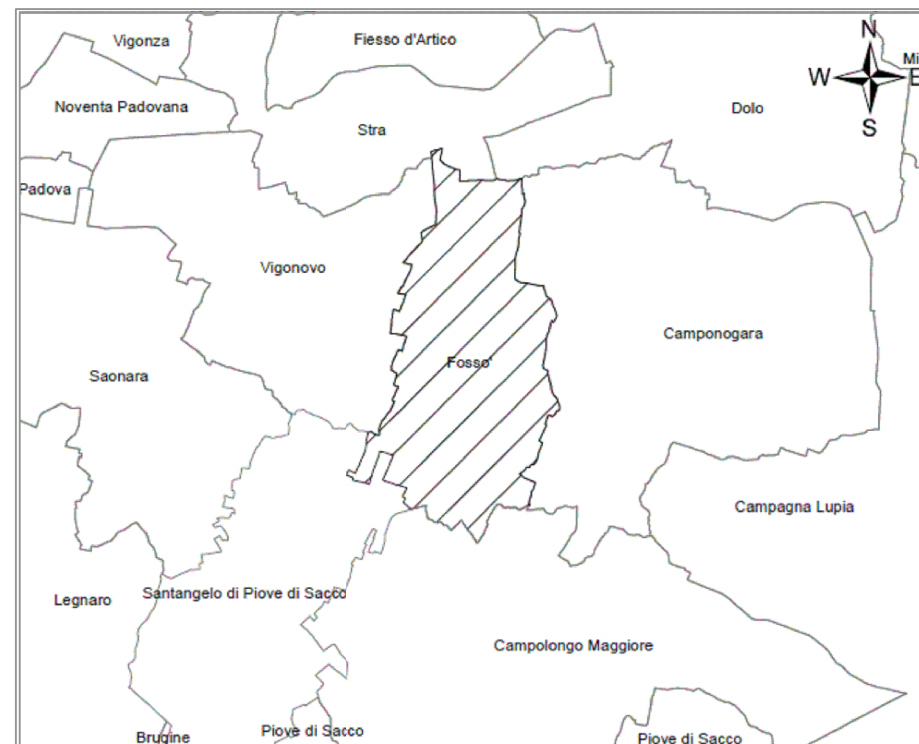 Vigonza
Fiesso d'Artico
N
Mi
W
E
Noventa Padovana
Dolo
Stra
S
Padova
Vigonovo
Camponogara
Fosso'
Saonara
Campagna Lupia
Santangelo di Piove di Sacco
Legnaro
Campolongo Maggiore
Piove di Sacco
Brugine
Piove di Sacco